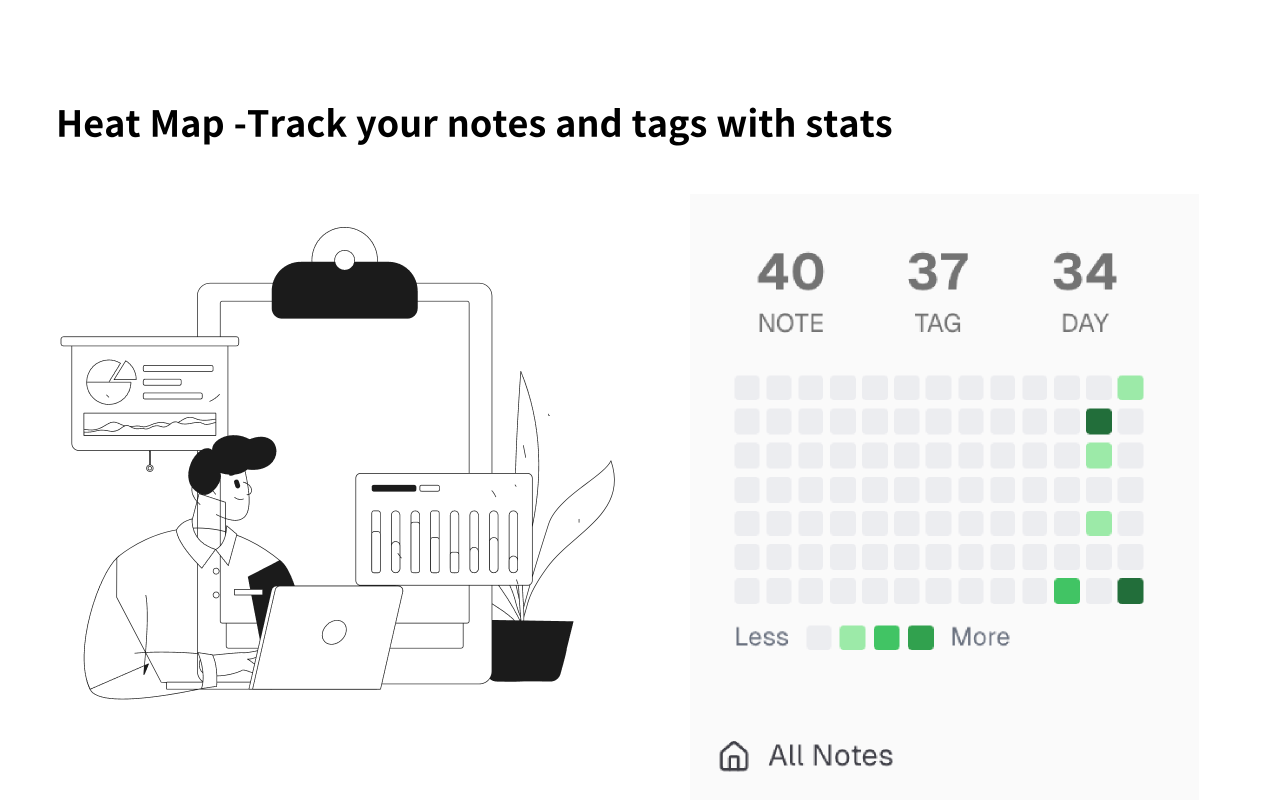 Heat Map -Track your notes and tags with stats
40 37 34
NOTE TAG DAY
Less More
All Notes